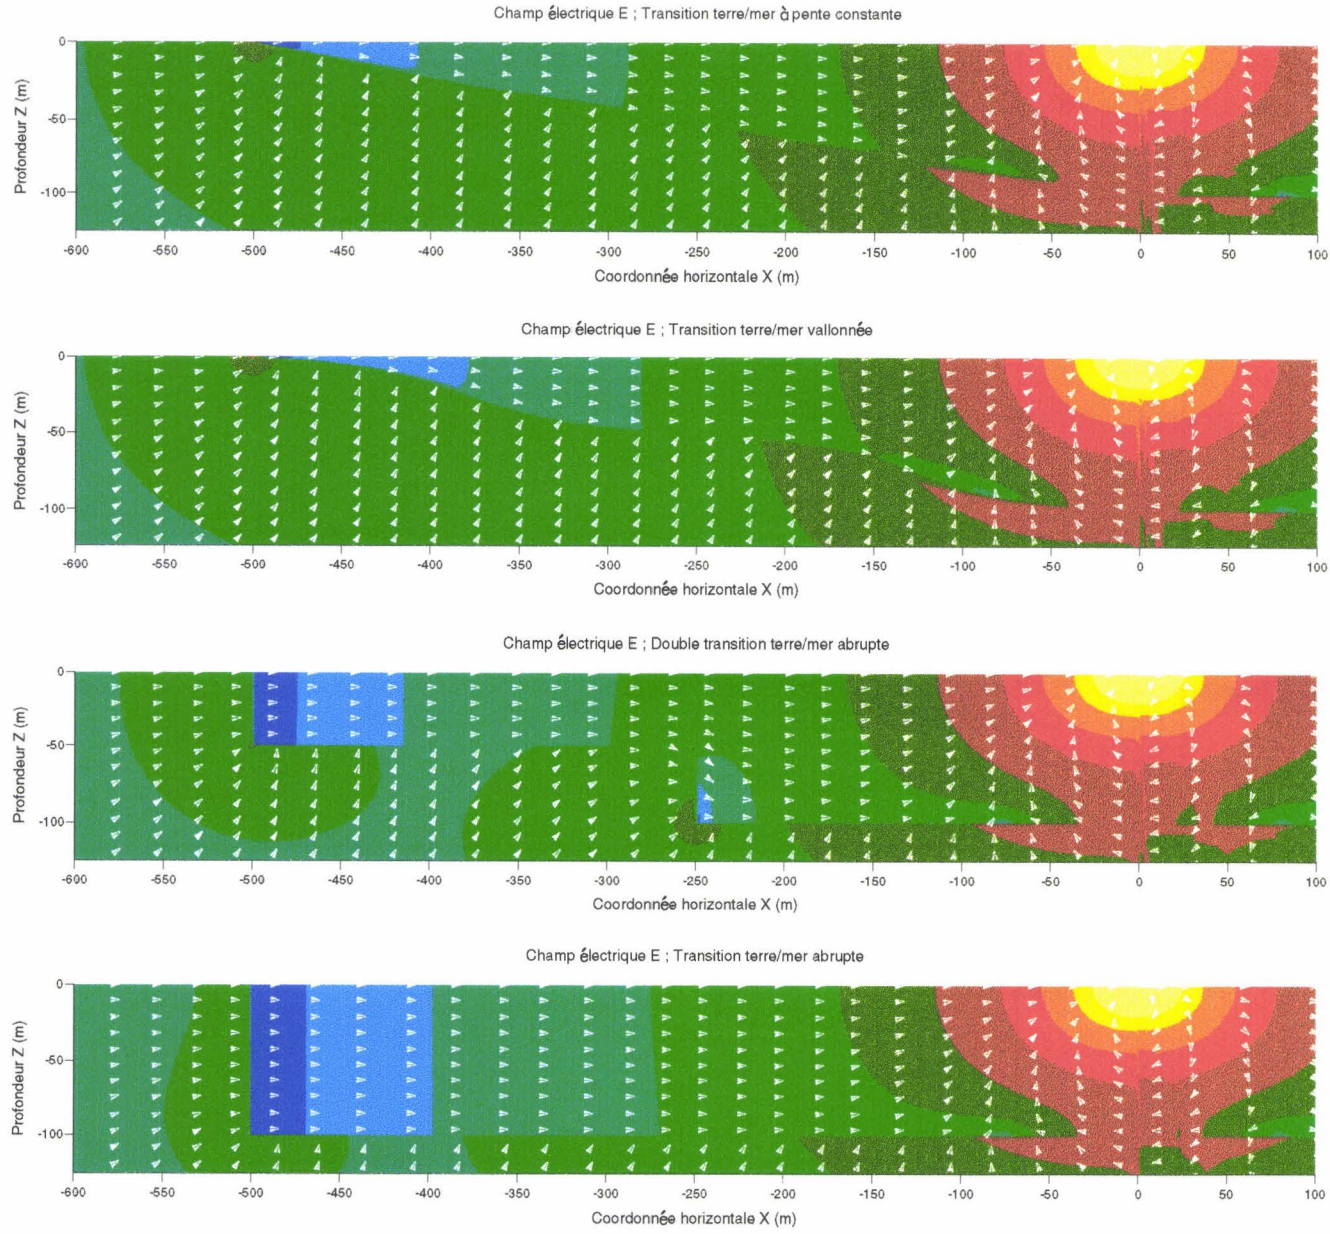 Champ électrique E ; Transition terre/mer à pente constante
Profondeur Z (m)
0
-50
-100
-600 -550 -500 -450 -400 -350 -300 -250 -200 -150 -100 -50 0 50 100
Coordonnée horizontale X (m)
Champ électrique E ; Transition terre/mer vallonnée
Profondeur Z (m)
0
-50
-100
-600 -550 -500 -450 -400 -350 -300 -250 -200 -150 -100 -50 0 50 100
Coordonnée horizontale X (m)
Champ électrique E ; Double transition terre/mer abrupte
Profondeur Z (m)
0
-50
-100
-600 -550 -500 -450 -400 -350 -300 -250 -200 -150 -100 -50 0 50 100
Coordonnée horizontale X (m)
Champ électrique E ; Transition terre/mer abrupte
Profondeur Z (m)
0
-50
-100
-600 -550 -500 -450 -400 -350 -300 -250 -200 -150 -100 -50 0 50 100
Coordonnée horizontale X (m)